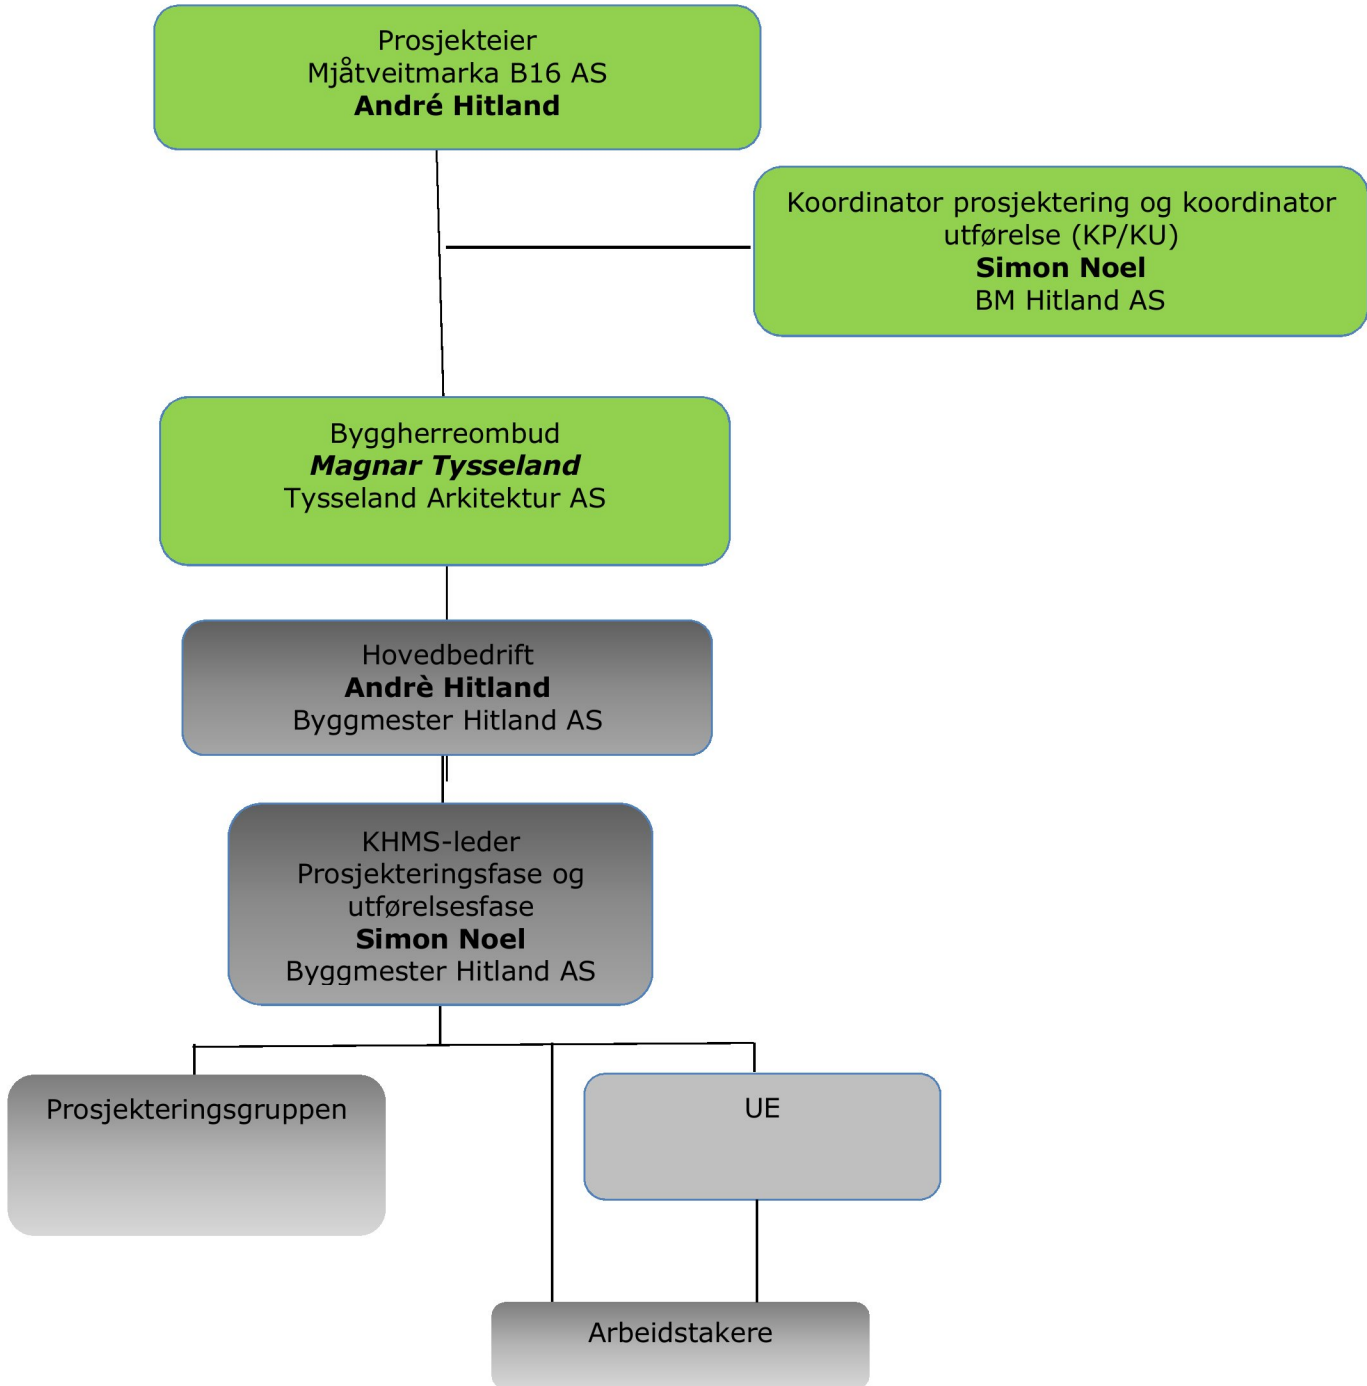 Prosjekteier
Mjåtveitmarka B16 AS
André Hitland
Koordinator prosjektering og koordinator
utførelse (KP/KU)
Simon Noel
BM Hitland AS
Byggherreombud
Magnar Tysseland
Tysseland Arkitektur AS
Hovedbedrift
Andrè Hitland
Byggmester Hitland AS
KHMS-leder
Prosjekteringsfase og
utførelsesfase
Simon Noel
Byggmester Hitland AS
Prosjekteringsgruppen
UE
Arbeidstakere